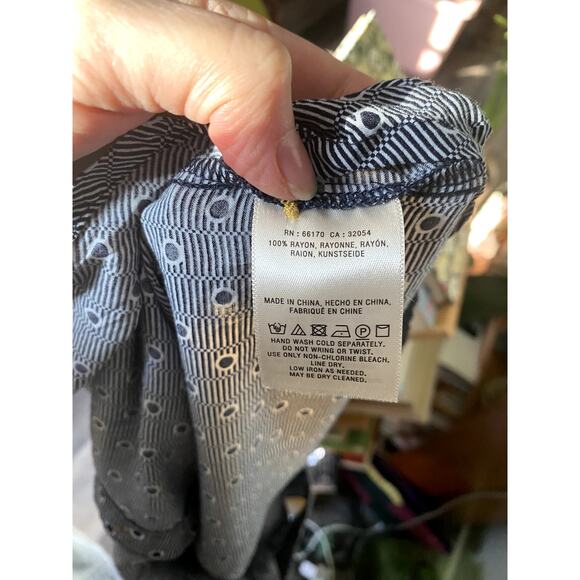 RN : 66170 CA : 32054
100% RAYON, RAYONNE, RAYÓN,
RAION, KUNSTSEIDE
MADE IN CHINA, HECHO EN CHINA,
FABRIQUÉ EN CHINE
HAND WASH COLD SEPARATELY.
DO NOT WRING OR TWIST.
USE ONLY NON-CHLORINE BLEACH.
LINE DRY.
LOW IRON AS NEEDED.
MAY BE DRY CLEANED.